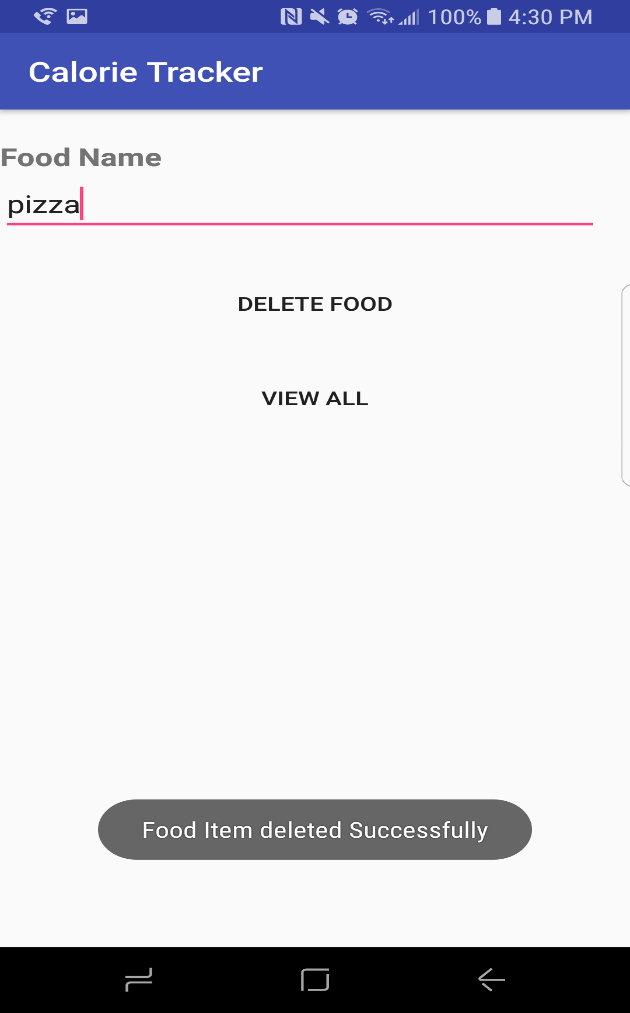 100% 4:30 PM
Calorie Tracker
Food Name
pizza
DELETE FOOD
VIEW ALL
Food Item deleted Successfully